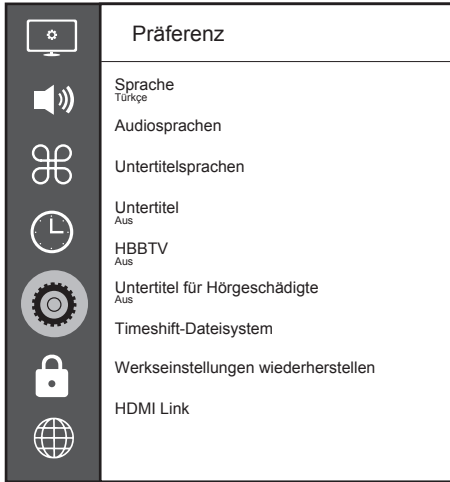 Präferenz
Sprache
Türkçe
Audiosprachen
Untertitelsprachen
Untertitel
Aus
HBBTV
Aus
Untertitel für Hörgeschädigte
Aus
Timeshift-Dateisystem
Werkseinstellungen wiederherstellen
HDMI Link